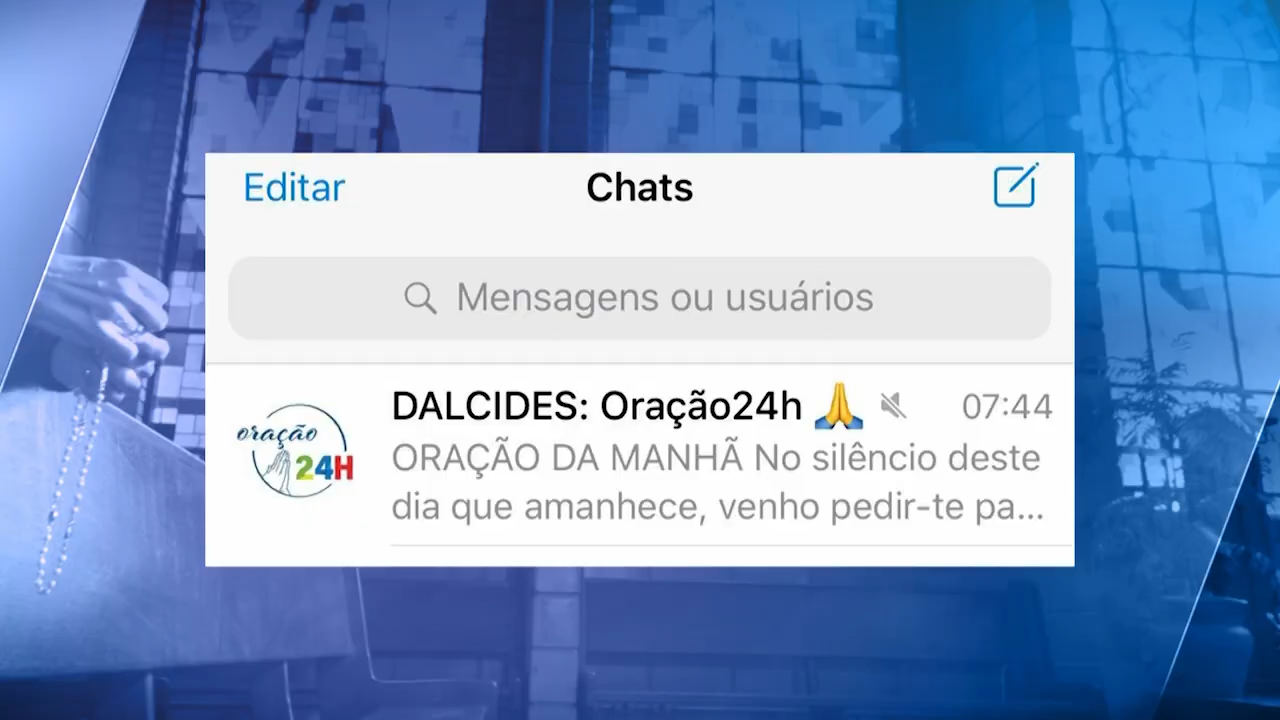 Editar
Chats
Mensagens ou usuários
DALCIDES: Oração24h 🙏
07:44
oração
24H
ORAÇÃO DA MANHÃ No silêncio deste
dia que amanhece, venho pedir-te pa...